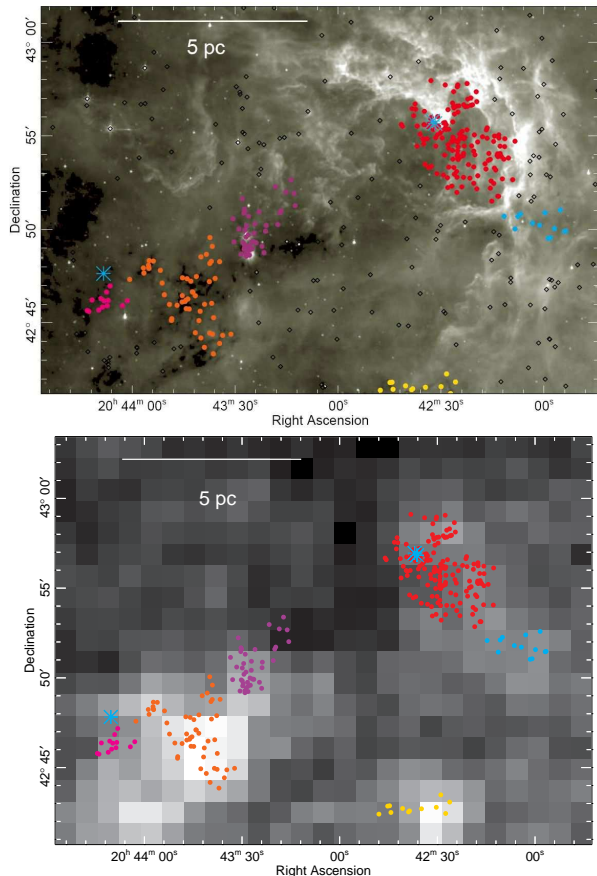 5 pc
43° 00'
55'
50'
42° 45'
Declination
20ʰ 44ᵐ 00ˢ
43ᵐ 30ˢ
00ˢ
42ᵐ 30ˢ
00ˢ
Right Ascension
5 pc
43° 00'
55'
50'
42° 45'
Declination
20ʰ 44ᵐ 00ˢ
43ᵐ 30ˢ
00ˢ
42ᵐ 30ˢ
00ˢ
Right Ascension